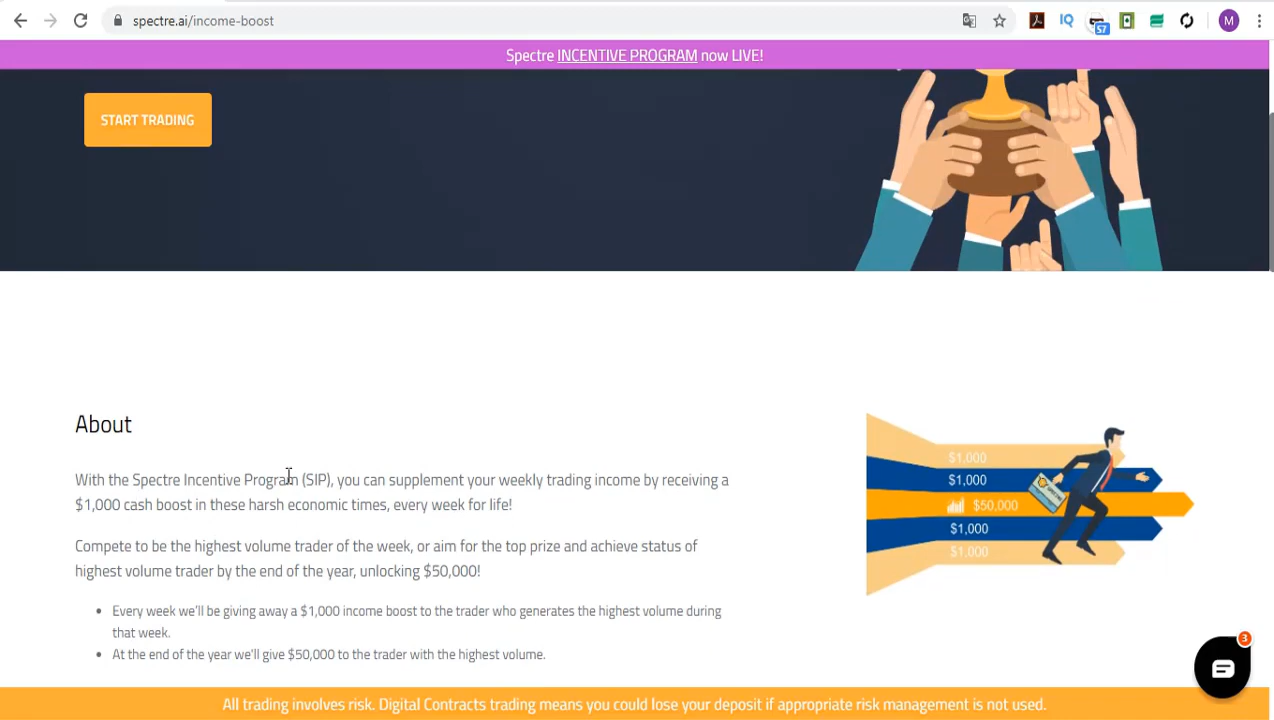 spectre.ai/income-boost
57
M
Spectre INCENTIVE PROGRAM now LIVE!
START TRADING
About
With the Spectre Incentive Program (SIP), you can supplement your weekly trading income by receiving a
$1,000 cash boost in these harsh economic times, every week for life!
Compete to be the highest volume trader of the week, or aim for the top prize and achieve status of
highest volume trader by the end of the year, unlocking $50,000!
• Every week we'll be giving away a $1,000 income boost to the trader who generates the highest volume during
that week.
• At the end of the year we'll give $50,000 to the trader with the highest volume.
$1,000
$1,000
$50,000
$1,000
$1,000
3
All trading involves risk. Digital Contracts trading means you could lose your deposit if appropriate risk management is not used.